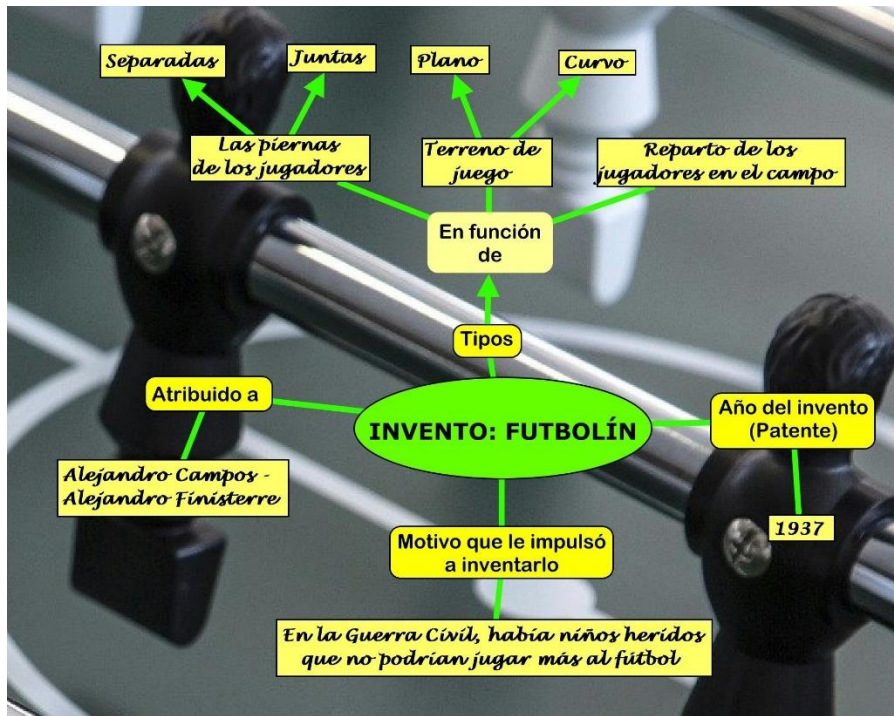 Separadas
Juntas
Plano
Curvo
Las piernas
de los jugadores
Terreno de
juego
Reparto de los
jugadores en el campo
En función
de
Tipos
Atribuido a
INVENTO: FUTBOLÍN
Año del invento
(Patente)
Alejandro Campos -
Alejandro Finisterre
1937
Motivo que le impulsó
a inventarlo
En la Guerra Civil, había niños heridos
que no podrían jugar más al fútbol